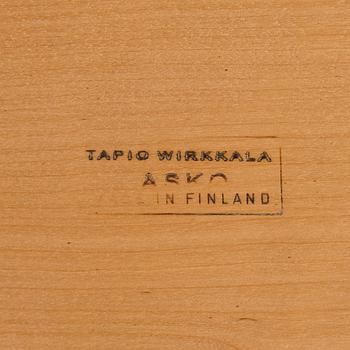 TAPIO WIRKKALA
ASKO
IN FINLAND